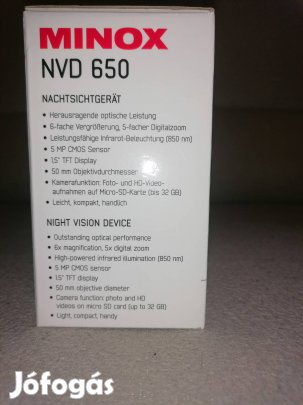 MINOX
NVD 650
NACHTSICHTGERÄT
• Herausragende optische Leistung
• 6-fache Vergrößerung, 5-facher Digitalzoom
• Leistungsfähige Infrarot-Beleuchtung (850 nm)
• 5 MP CMOS Sensor
• 1,5" TFT Display
• 50 mm Objektivdurchmesser
• Kamerafunktion: Foto- und HD-Video-
aufnahmen auf Micro-SD-Karte (bis 32 GB)
• Leicht, kompakt, handlich
NIGHT VISION DEVICE
• Outstanding optical performance
• 6x magnification, 5x digital zoom
• High-powered infrared illumination (850 nm)
• 5 MP CMOS sensor
• 1,5" TFT display
• 50 mm objective diameter
• Camera function: photo and HD
videos on micro SD card (up to 32 GB)
• Light, compact, handy
Jófogás